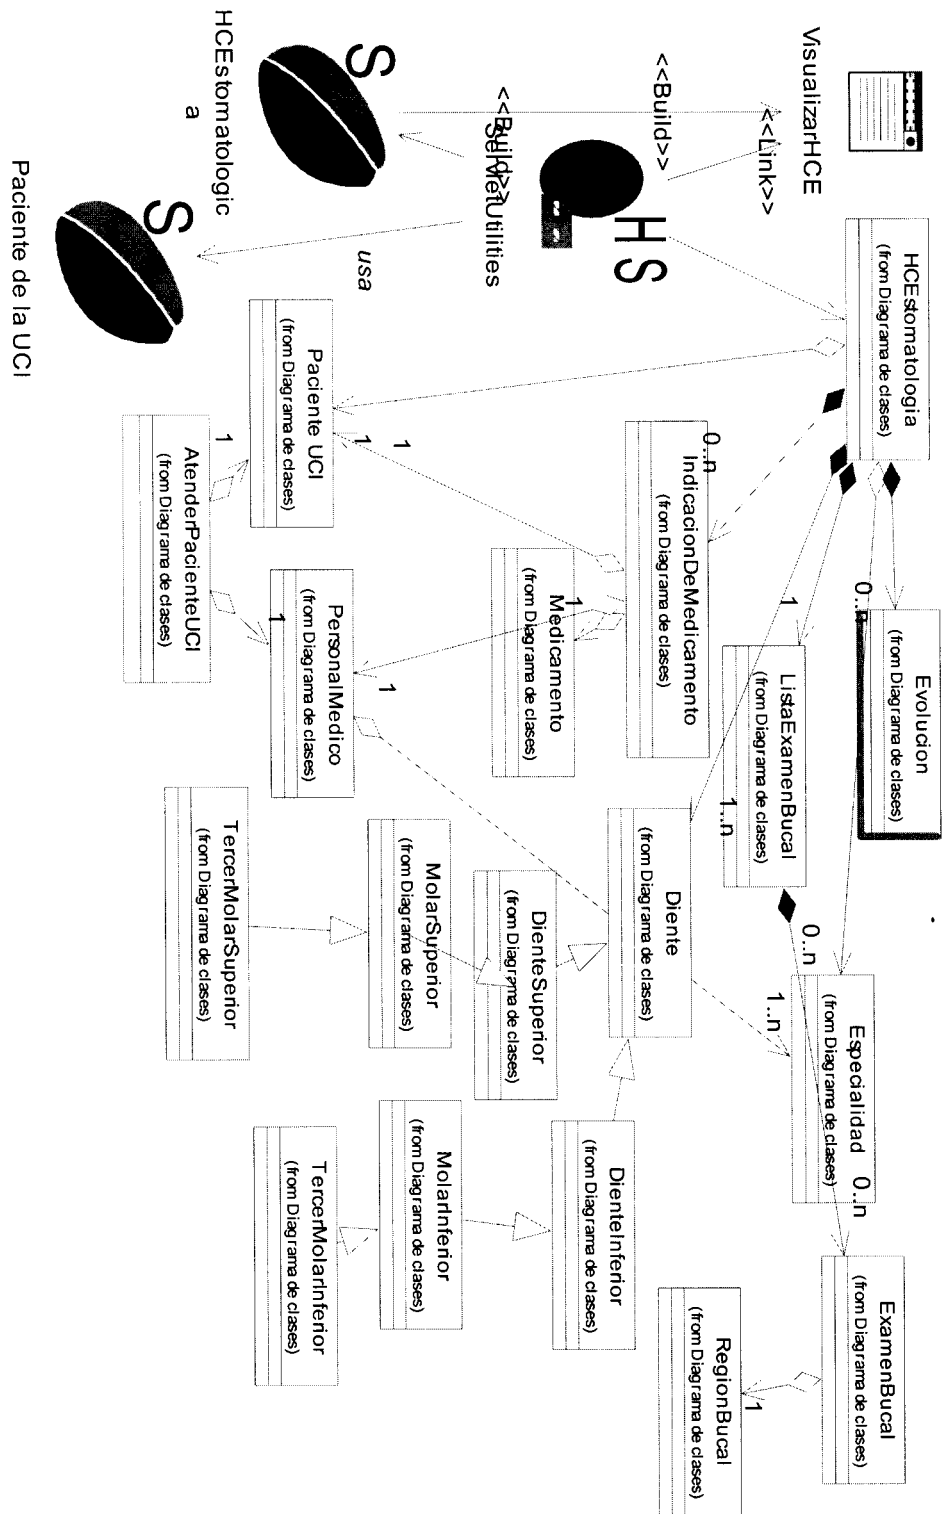 VisualizarHCE
<<Link>>
<<Build>>
HS
ServletUtilities
<<Build>>
S
HCEstomatologic
a
usa
S
Paciente de la UCI
HCEstomatologia
(from Diagrama de clases)
Evolucion
(from Diagrama de clases)
0..n
Especialidad
(from Diagrama de clases)
0..n
1..n
ExamenBucal
(from Diagrama de clases)
0..n
ListaExamenBucal
(from Diagrama de clases)
1
1..n
RegionBucal
(from Diagrama de clases)
1
IndicacionDeMedicamento
(from Diagrama de clases)
0..n
Medicamento
(from Diagrama de clases)
1
Diente
(from Diagrama de clases)
DienteSuperior
(from Diagrama de clases)
DienteInferior
(from Diagrama de clases)
Paciente UCI
(from Diagrama de clases)
1
1
1
PersonalMedico
(from Diagrama de clases)
1
1
MolarSuperior
(from Diagrama de clases)
MolarInferior
(from Diagrama de clases)
AtenderPacienteUCI
(from Diagrama de clases)
TercerMolarSuperior
(from Diagrama de clases)
TercerMolarInferior
(from Diagrama de clases)